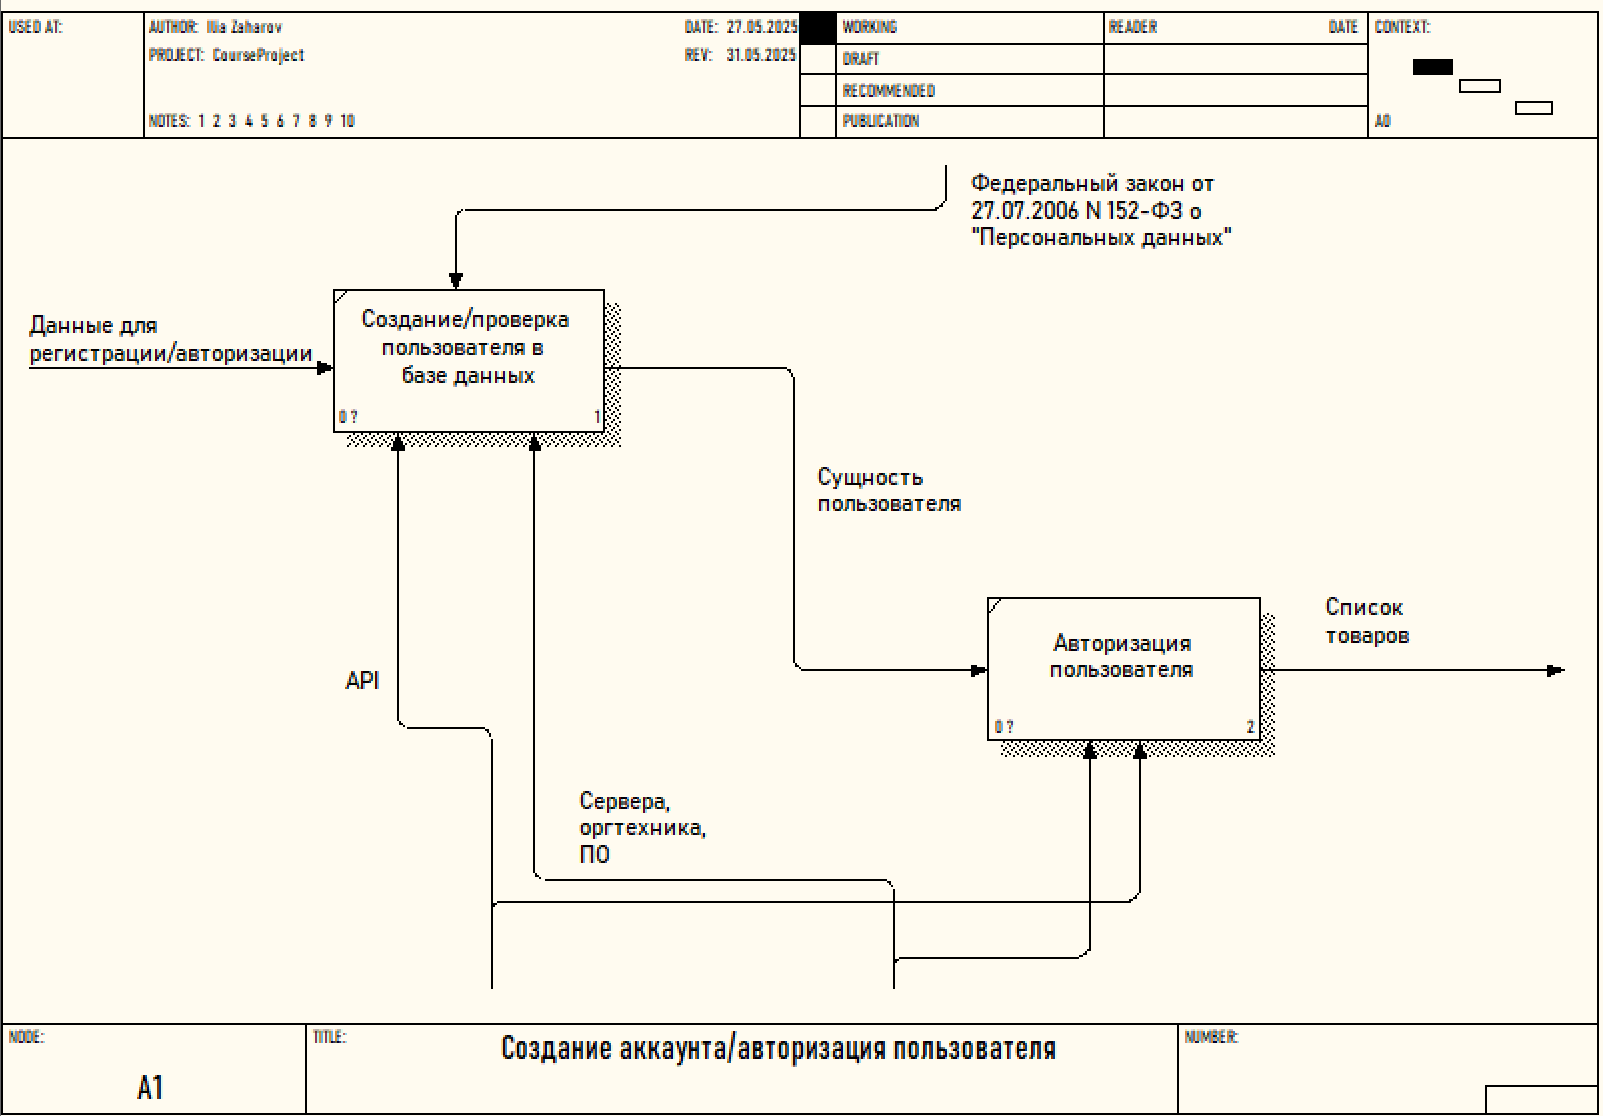 USED AT:
AUTHOR: Ilia Zaharov
DATE: 27.05.2025
WORKING
READER
DATE
CONTEXT:
PROJECT: CourseProject
REV: 31.05.2025
DRAFT
RECOMMENDED
NOTES: 1 2 3 4 5 6 7 8 9 10
PUBLICATION
A0
Федеральный закон от
27.07.2006 N 152-ФЗ о
"Персональных данных"
Данные для
регистрации/авторизации
Создание/проверка
пользователя в
базе данных
0 ?
1
Сущность
пользователя
Список
товаров
Авторизация
пользователя
0 ?
2
API
Сервера,
оргтехника,
ПО
NODE:
A1
TITLE:
Создание аккаунта/авторизация пользователя
NUMBER: